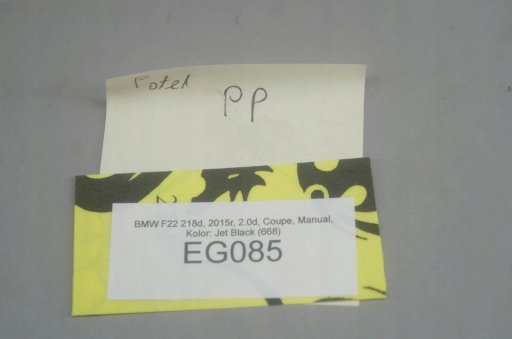 Fotel
PP
BMW F22 218d, 2015r, 2.0d, Coupe, Manual,
Kolor: Jet Black (668)
EG085